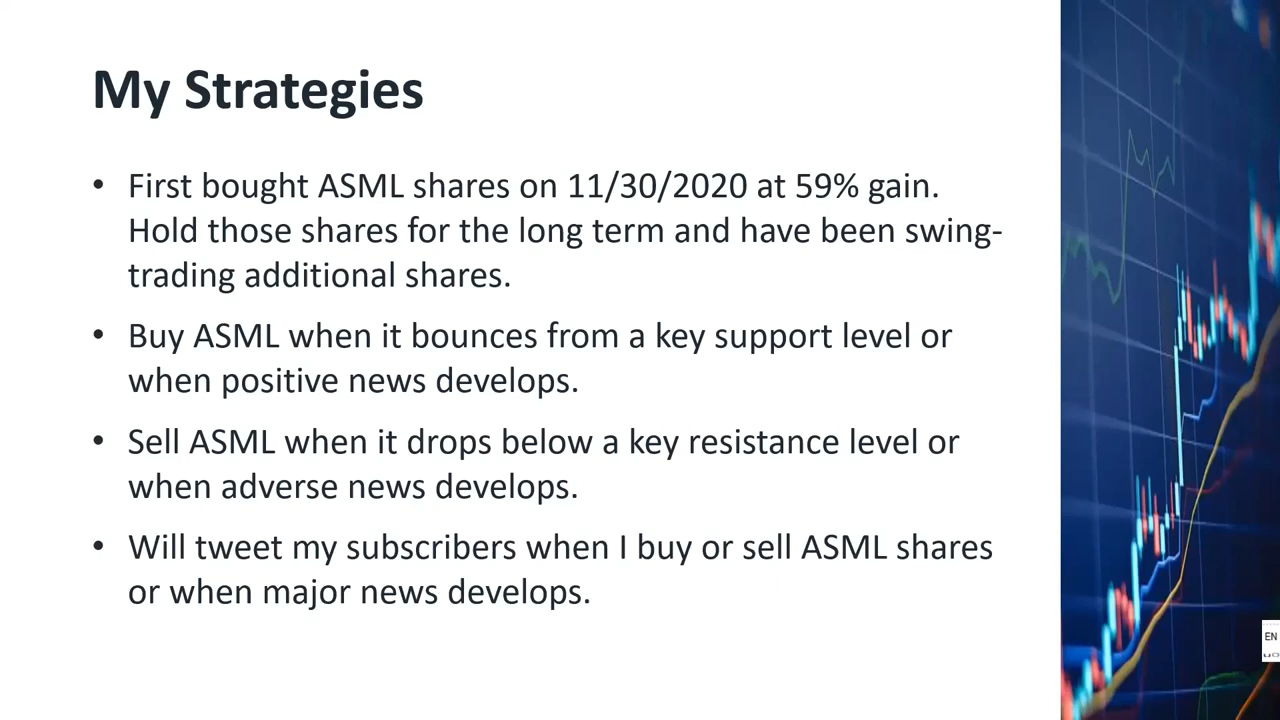 My Strategies
• First bought ASML shares on 11/30/2020 at 59% gain.
Hold those shares for the long term and have been swing-
trading additional shares.
• Buy ASML when it bounces from a key support level or
when positive news develops.
• Sell ASML when it drops below a key resistance level or
when adverse news develops.
• Will tweet my subscribers when I buy or sell ASML shares
or when major news develops.
EN